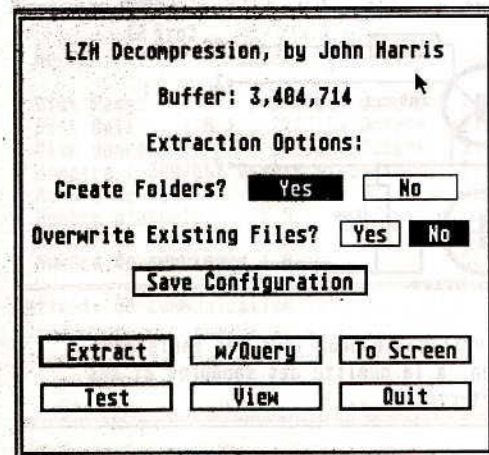 LZH Decompression, by John Harris
Buffer: 3,484,714
Extraction Options:
Create Folders? Yes No
Overwrite Existing Files? Yes No
Save Configuration
Extract w/Query To Screen
Test View Quit